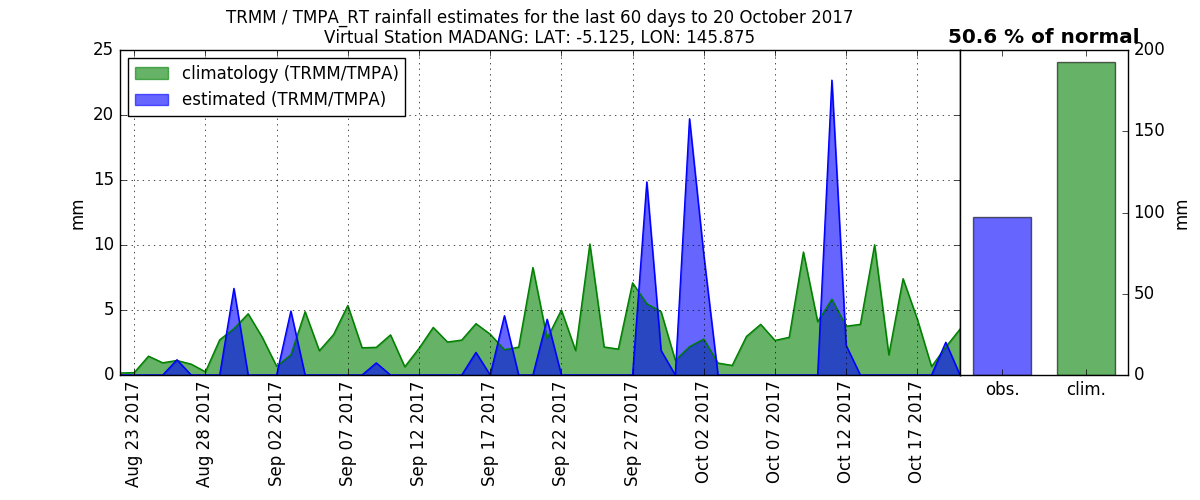 TRMM / TMPA_RT rainfall estimates for the last 60 days to 20 October 2017
Virtual Station MADANG: LAT: -5.125, LON: 145.875
50.6 % of normal
climatology (TRMM/TMPA)
estimated (TRMM/TMPA)
25
20
15
10
5
0
mm
Aug 23 2017
Aug 28 2017
Sep 02 2017
Sep 07 2017
Sep 12 2017
Sep 17 2017
Sep 22 2017
Sep 27 2017
Oct 02 2017
Oct 07 2017
Oct 12 2017
Oct 17 2017
obs.
clim.
200
150
100
50
0
mm